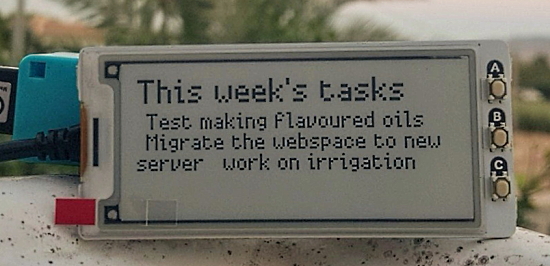 This week's tasks
Test making flavoured oils
Migrate the webspace to new
server work on irrigation
A
B
C